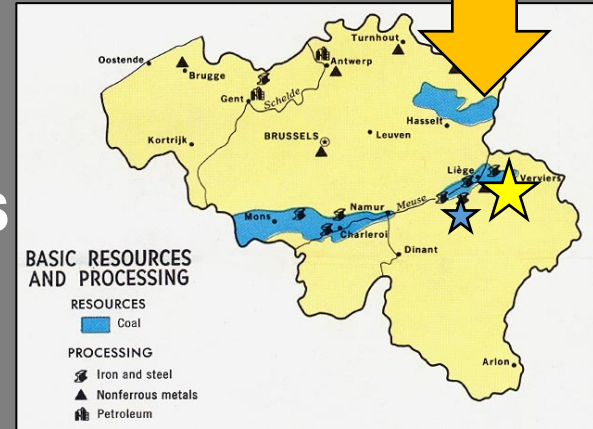 Turnhout
Oostende
Antwerp
Brugge
Gent
Schelde
Hasselt
BRUSSELS
Leuven
Kortrijk
Liège
Verviers
Meuse
Namur
Mons
Charleroi
Dinant
Arlon
S
BASIC RESOURCES
AND PROCESSING
RESOURCES
Coal
PROCESSING
Iron and steel
Nonferrous metals
Petroleum